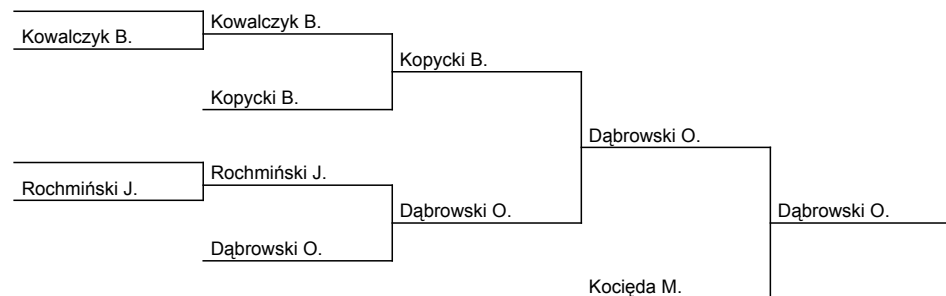 Kowalczyk B.
Kowalczyk B.
Kopycki B.
Kopycki B.
Rochmiński J.
Rochmiński J.
Dąbrowski O.
Dąbrowski O.
Dąbrowski O.
Kocięda M.
Dąbrowski O.